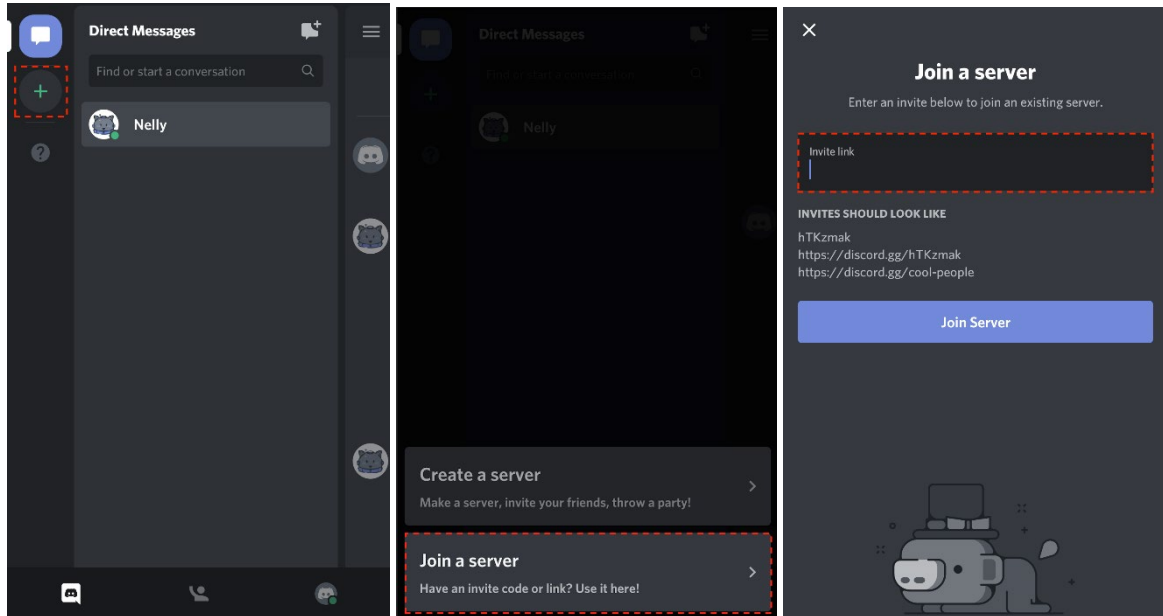 Direct Messages
Find or start a conversation
Nelly
Direct Messages
Find or start a conversation
Nelly
Create a server
Make a server, invite your friends, throw a party!
Join a server
Have an invite code or link? Use it here!
Join a server
Enter an invite below to join an existing server.
Invite link
INVITES SHOULD LOOK LIKE
hTKzmak
https://discord.gg/hTKzmak
https://discord.gg/cool-people
Join Server